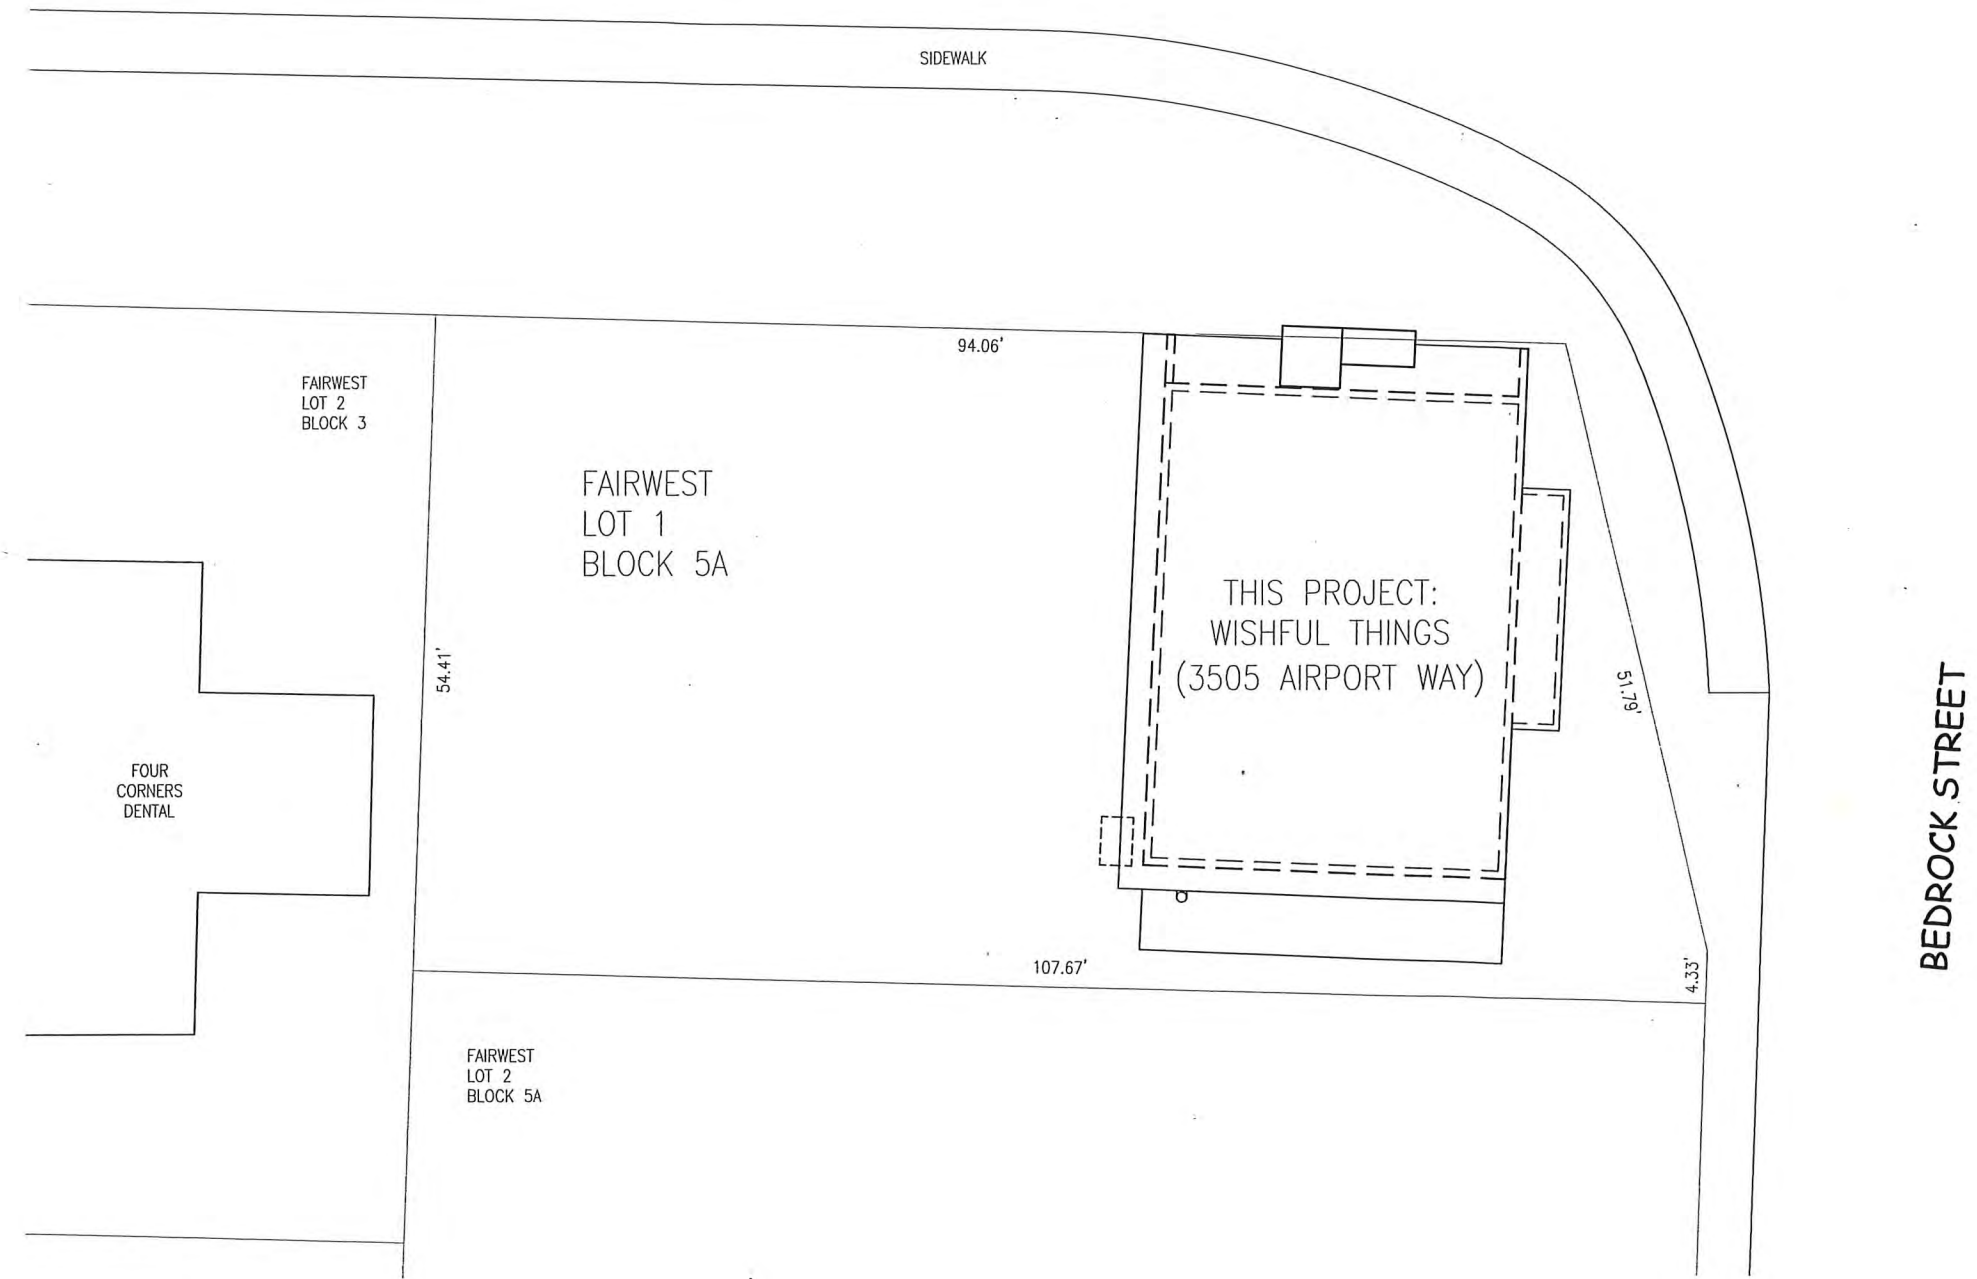 SIDEWALK
94.06'
FAIRWEST
LOT 2
BLOCK 3
FAIRWEST
LOT 1
BLOCK 5A
THIS PROJECT:
WISHFUL THINGS
(3505 AIRPORT WAY)
54.41'
51.79'
BEDROCK STREET
FOUR
CORNERS
DENTAL
107.67'
4.33'
FAIRWEST
LOT 2
BLOCK 5A